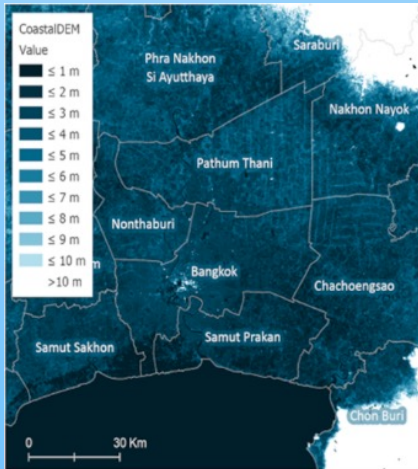 CoastalDEM
Value
≤ 1 m
≤ 2 m
≤ 3 m
≤ 4 m
≤ 5 m
≤ 6 m
≤ 7 m
≤ 8 m
≤ 9 m
≤ 10 m
>10 m
Saraburi
Phra Nakhon
Si Ayutthaya
Nakhon Nayok
Pathum Thani
Nonthaburi
Bangkok
Chachoengsao
Samut Sakhon
Samut Prakan
Chon Buri
0 30 Km